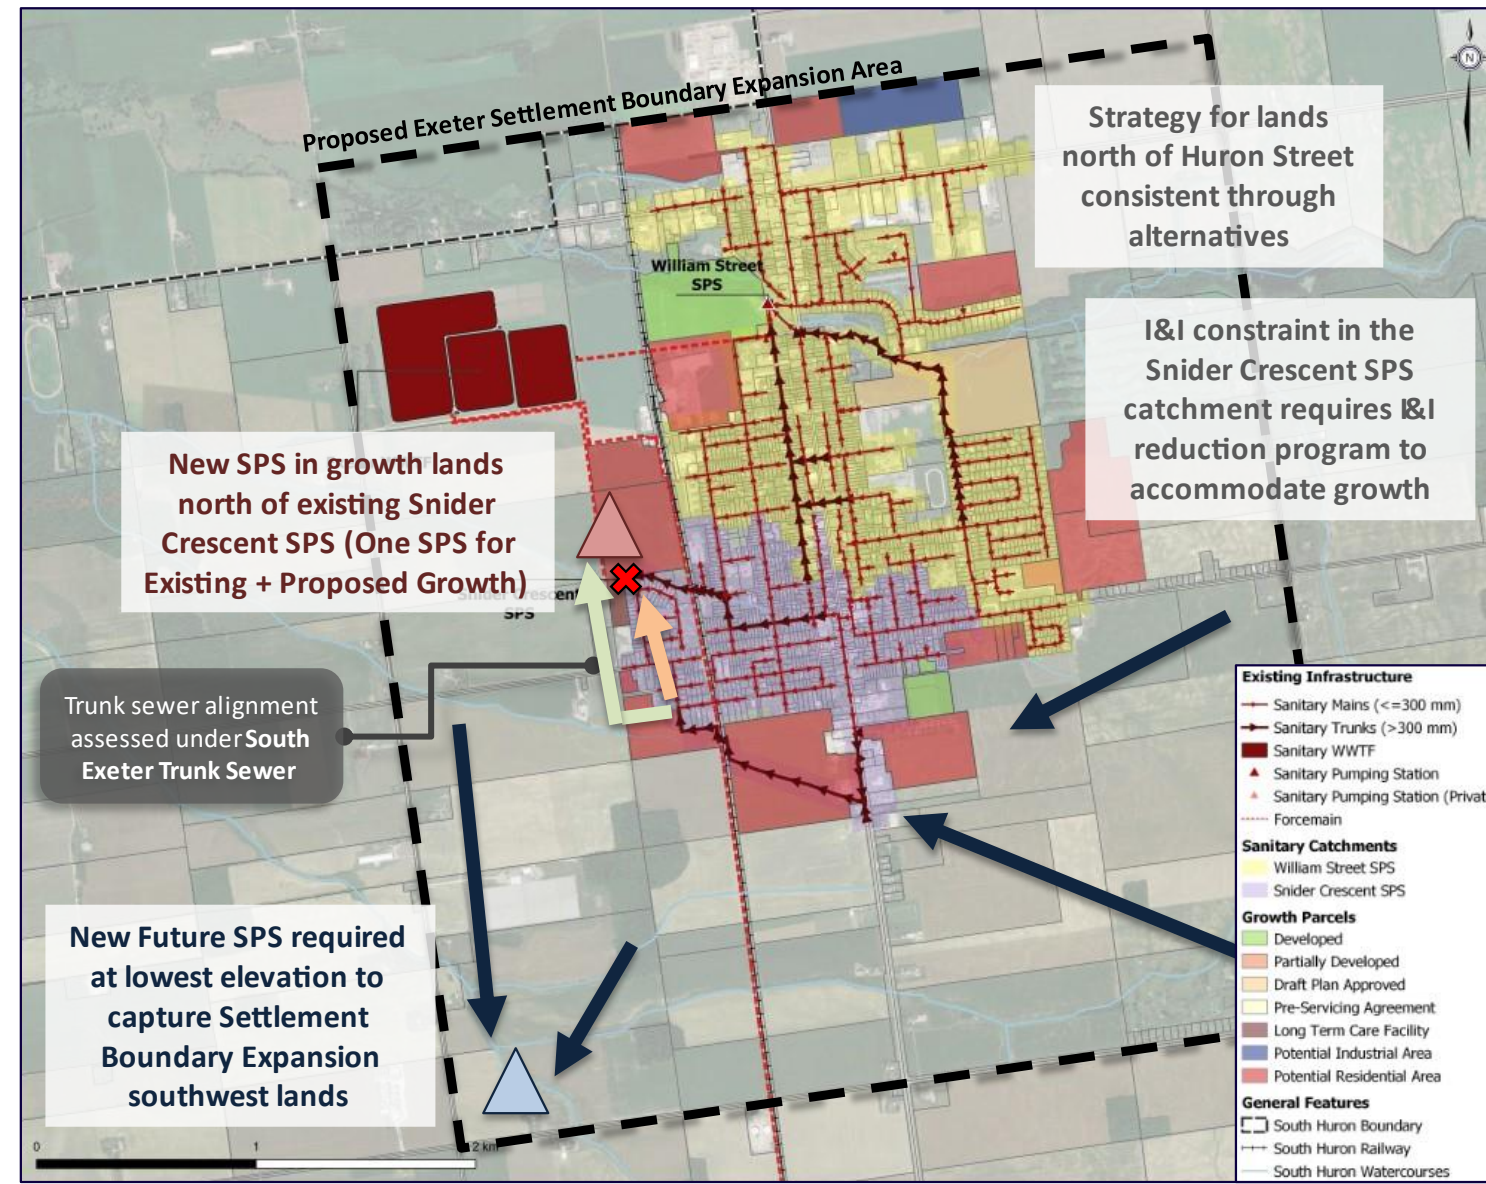 Proposed Exeter Settlement Boundary Expansion Area
N
Strategy for lands
north of Huron Street
consistent through
alternatives
William Street
SPS
I&I constraint in the
Snider Crescent SPS
catchment requires I&I
reduction program to
accommodate growth
New SPS in growth lands
north of existing Snider
Crescent SPS (One SPS for
Existing + Proposed Growth)
Snider Crescent
SPS
Trunk sewer alignment
assessed under South
Exeter Trunk Sewer
New Future SPS required
at lowest elevation to
capture Settlement
Boundary Expansion
southwest lands
0 1 2 km
Existing Infrastructure
Sanitary Mains (<=300 mm)
Sanitary Trunks (>300 mm)
Sanitary WWTF
Sanitary Pumping Station
Sanitary Pumping Station (Privat
Forcemain
Sanitary Catchments
William Street SPS
Snider Crescent SPS
Growth Parcels
Developed
Partially Developed
Draft Plan Approved
Pre-Servicing Agreement
Long Term Care Facility
Potential Industrial Area
Potential Residential Area
General Features
South Huron Boundary
South Huron Railway
South Huron Watercourses